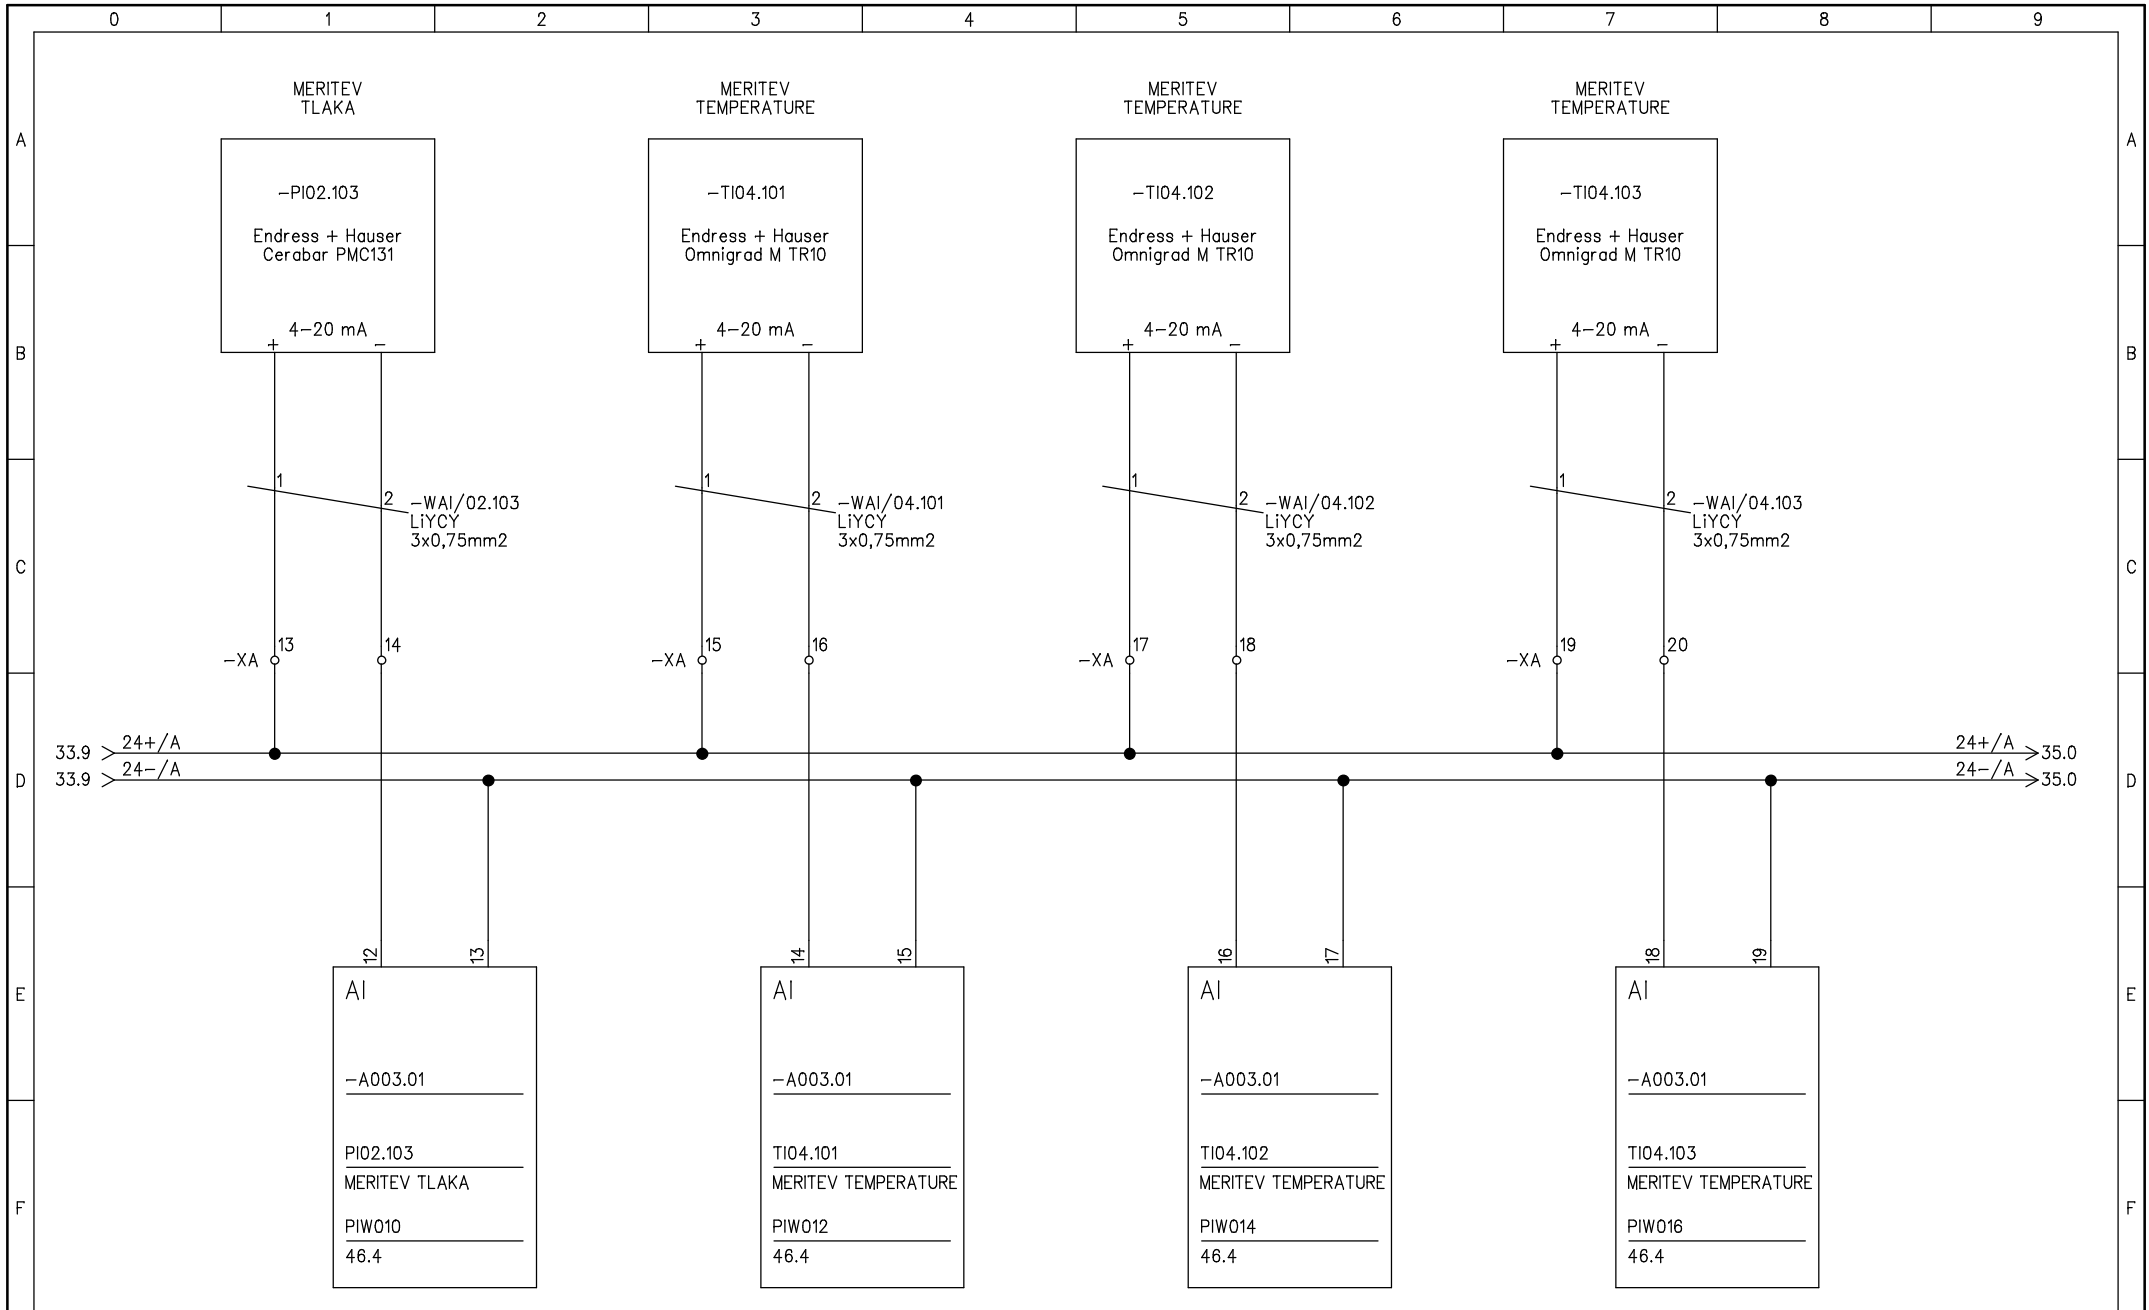 0 1 2 3 4 5 6 7 8 9
MERITEV MERITEV MERITEV MERITEV
TLAKA TEMPERATURE TEMPERATURE TEMPERATURE
A A
-PI02.103 -TI04.101 -TI04.102 -TI04.103
Endress + Hauser Endress + Hauser Endress + Hauser Endress + Hauser
Cerabar PMC131 Omnigrad M TR10 Omnigrad M TR10 Omnigrad M TR10
4-20 mA 4-20 mA 4-20 mA 4-20 mA
+ - + - + - + -
B B
1 1 1 1
2 -WAI/02.103 2 -WAI/04.101 2 -WAI/04.102 2 -WAI/04.103
LiYCY LiYCY LiYCY LiYCY
3x0,75mm2 3x0,75mm2 3x0,75mm2 3x0,75mm2
C C
13 14 15 16 17 18 19 20
-XA -XA -XA -XA
33.9 24+/A 24+/A 35.0
33.9 24-/A 24-/A 35.0
D D
12 13 14 15 16 17 18 19
AI AI AI AI
E E
-A003.01 -A003.01 -A003.01 -A003.01
PI02.103 TI04.101 TI04.102 TI04.103
MERITEV TLAKA MERITEV TEMPERATURE MERITEV TEMPERATURE MERITEV TEMPERATURE
F F
PIW010 PIW012 PIW014 PIW016
46.4 46.4 46.4 46.4